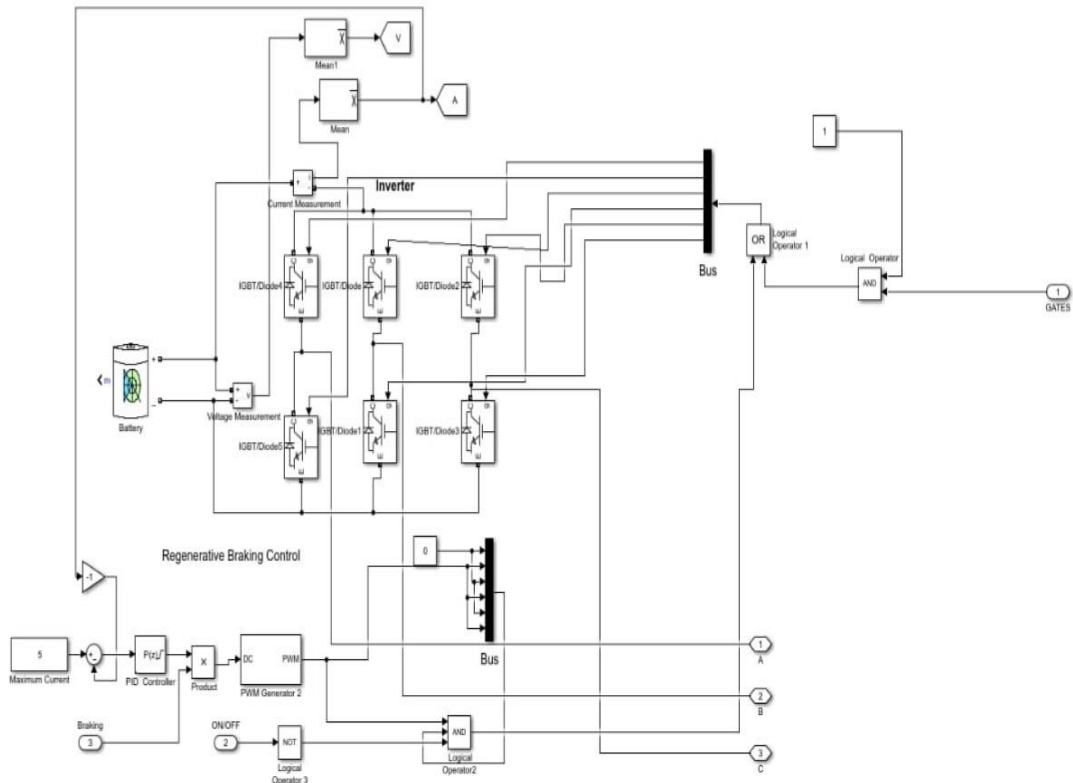 Mean1
V
Mean
A
1
Inverter
+
i
-
Current Measurement
Bus
OR
Logical
Operator 1
Logical Operator
AND
1
GATES
C
g
E
IGBT/Diode4
C
g
E
IGBT/Diode
C
g
E
IGBT/Diode2
m
+
-
Battery
+
-
v
Voltage Measurement
C
g
E
IGBT/Diode5
C
g
E
IGBT/Diode1
C
g
E
IGBT/Diode3
Regenerative Braking Control
0
Bus
-1
5
Maximum Current
+
-
P(z)
PID Controller
X
Product
DC
PWM
PWM Generator 2
1
A
2
B
3
C
Braking
3
ON/OFF
2
NOT
Logical
Operator 3
AND
Logical
Operator2